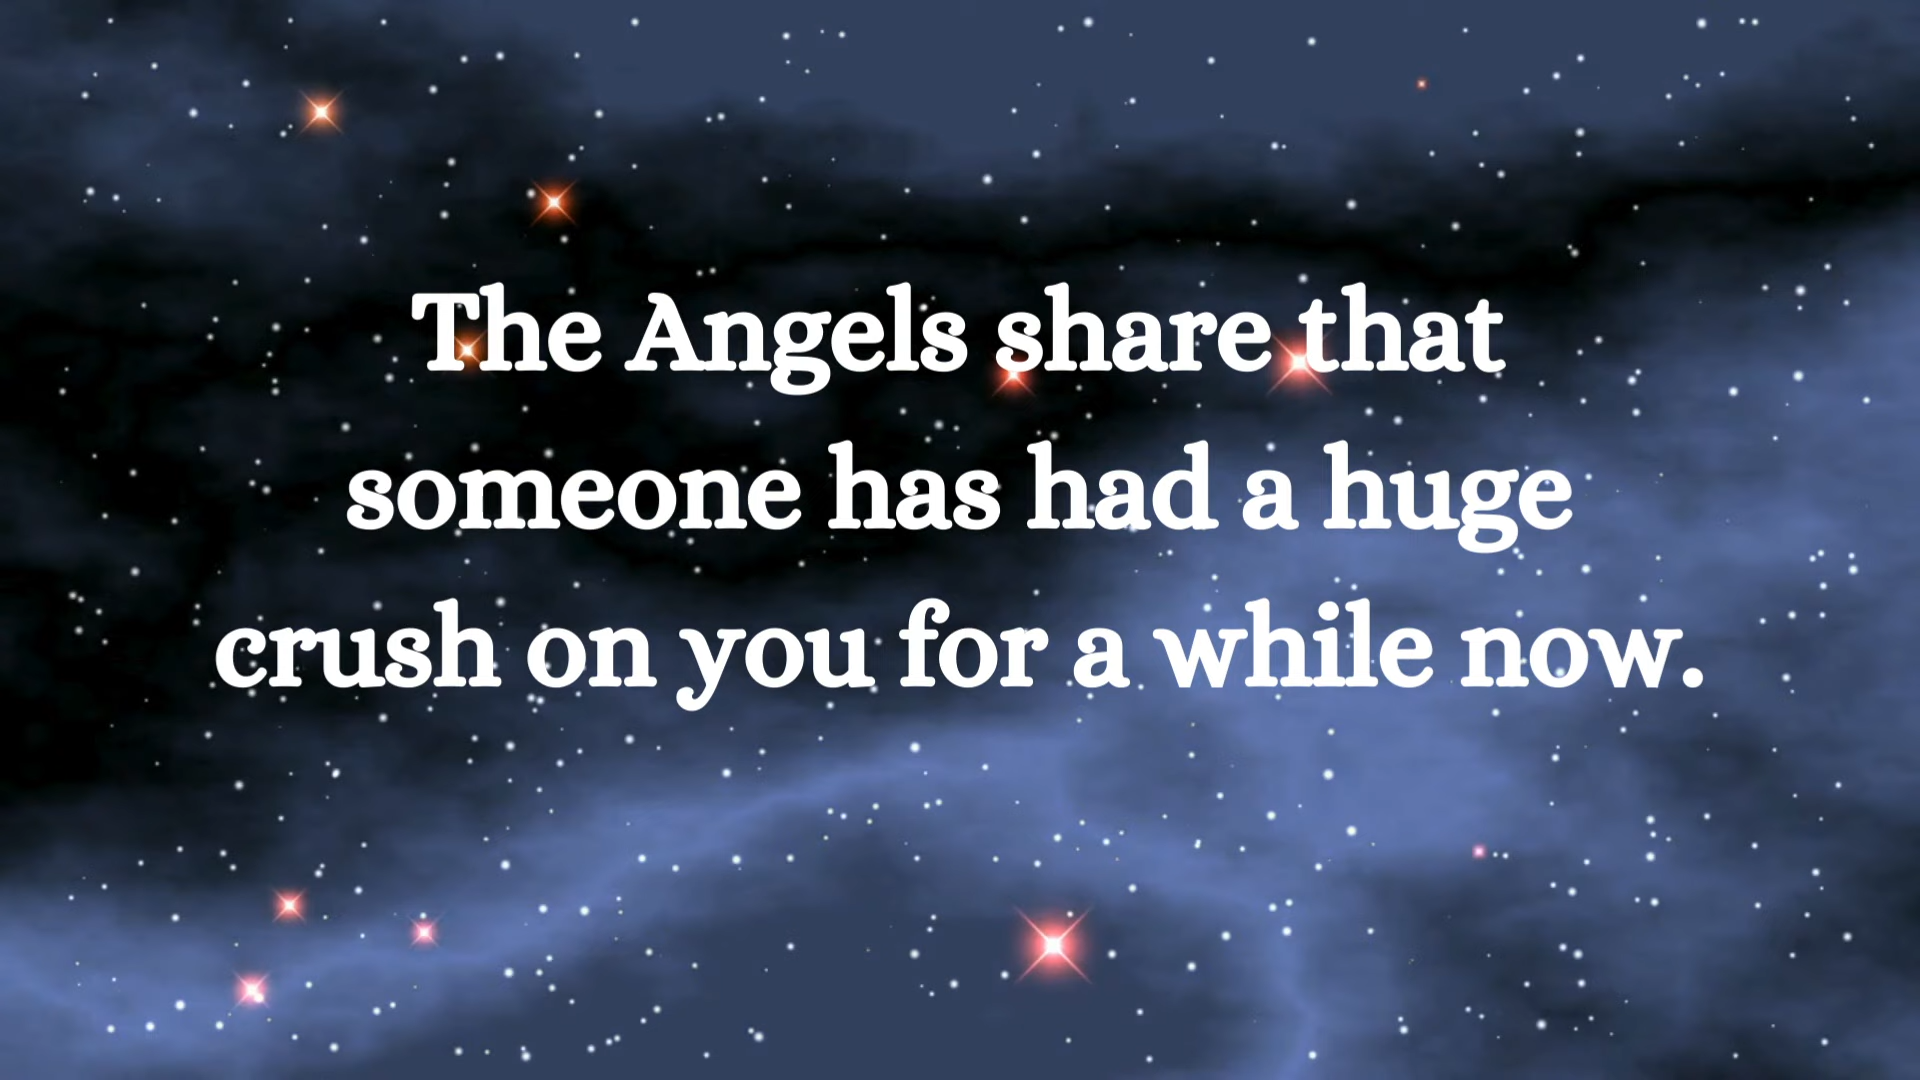 The Angels share that
someone has had a huge
crush on you for a while now.